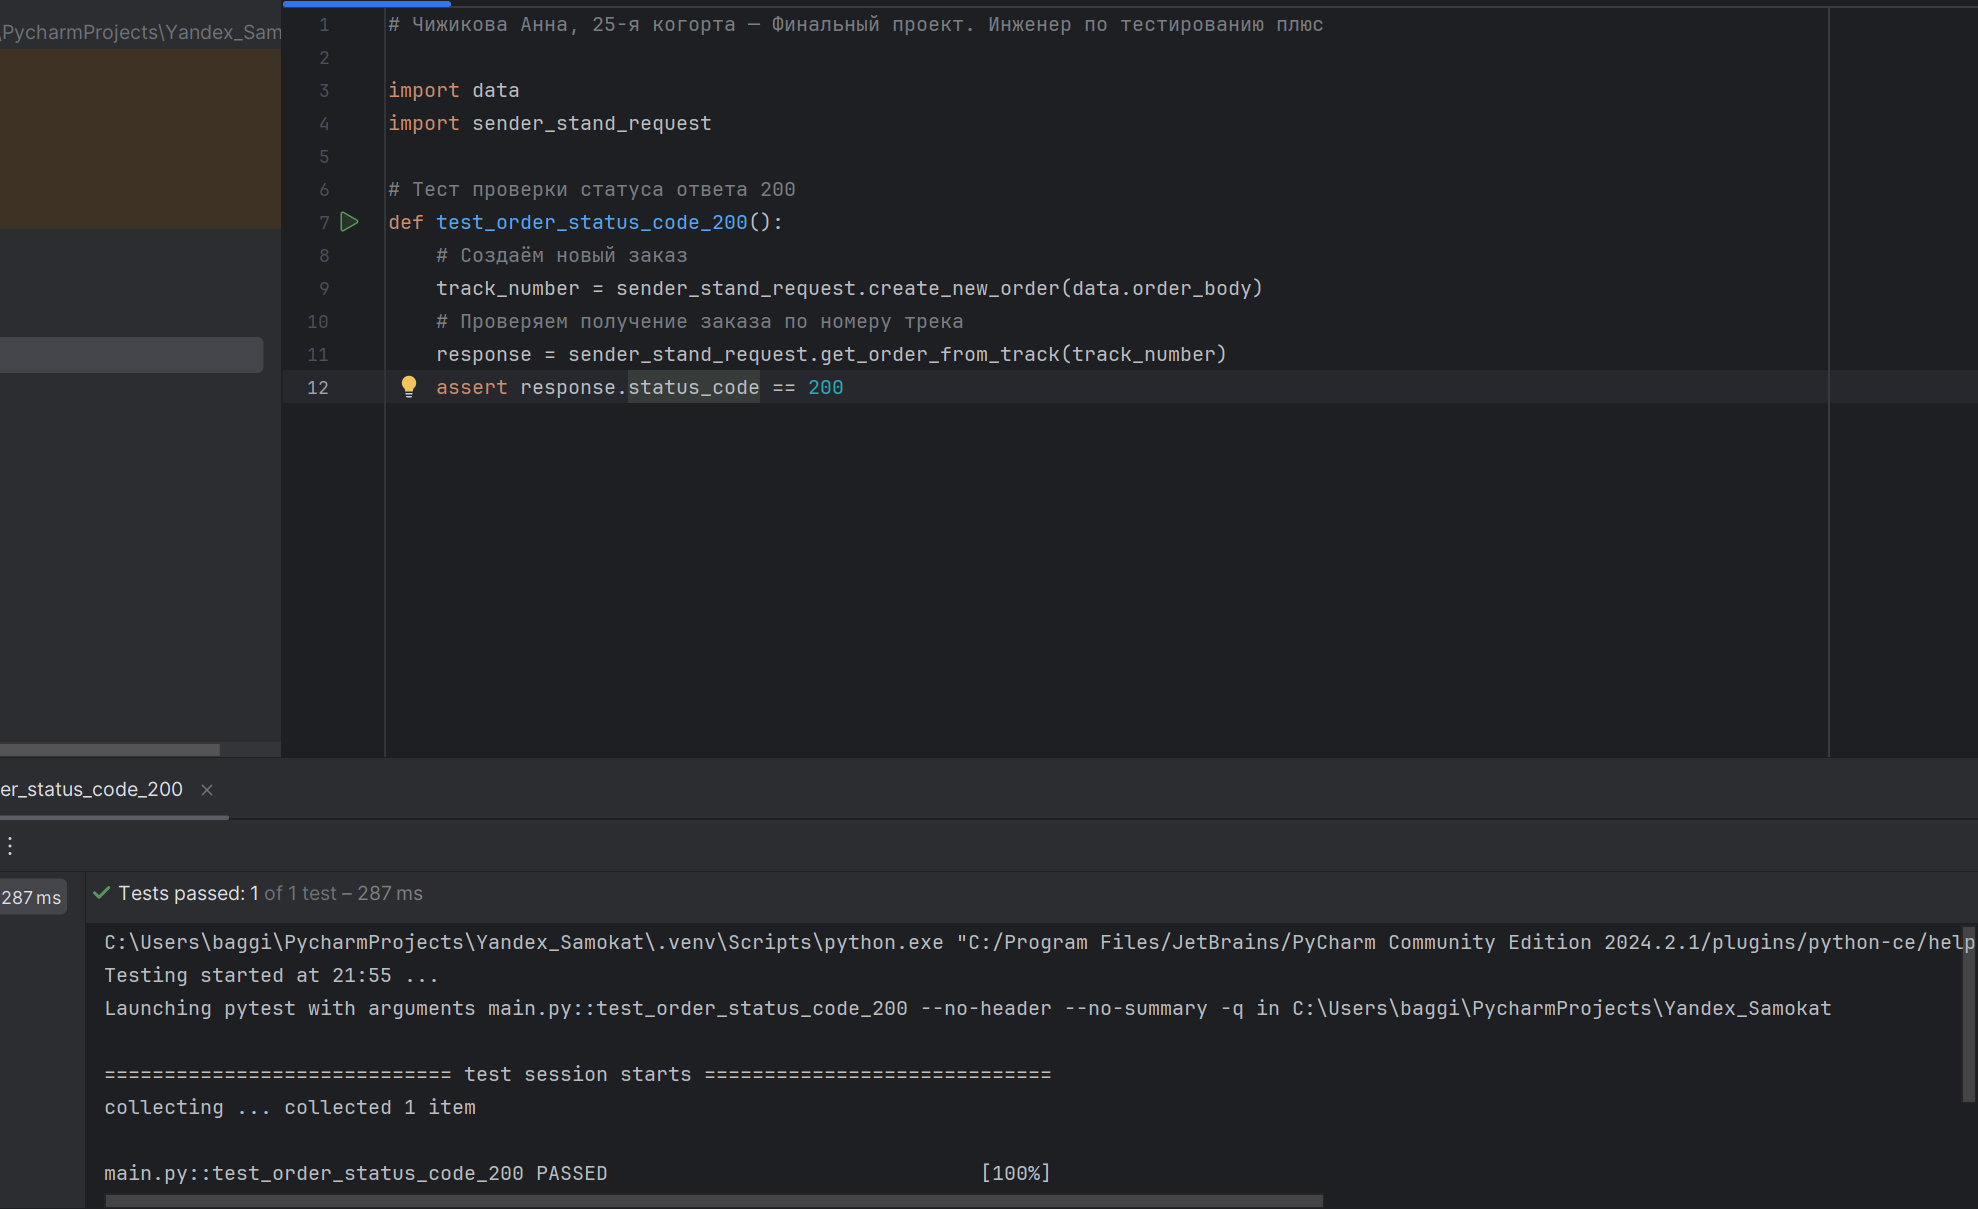 \PycharmProjects\Yandex_Sam
1 # Чижикова Анна, 25-я когорта — Финальный проект. Инженер по тестированию плюс
2
3 import data
4 import sender_stand_request
5
6 # Тест проверки статуса ответа 200
7 def test_order_status_code_200():
8 # Создаём новый заказ
9 track_number = sender_stand_request.create_new_order(data.order_body)
10 # Проверяем получение заказа по номеру трека
11 response = sender_stand_request.get_order_from_track(track_number)
12 assert response.status_code == 200
er_status_code_200
287 ms
Tests passed: 1 of 1 test – 287 ms
C:\Users\baggi\PycharmProjects\Yandex_Samokat\.venv\Scripts\python.exe "C:/Program Files/JetBrains/PyCharm Community Edition 2024.2.1/plugins/python-ce/help
Testing started at 21:55 ...
Launching pytest with arguments main.py::test_order_status_code_200 --no-header --no-summary -q in C:\Users\baggi\PycharmProjects\Yandex_Samokat
============================= test session starts =============================
collecting ... collected 1 item
main.py::test_order_status_code_200 PASSED [100%]